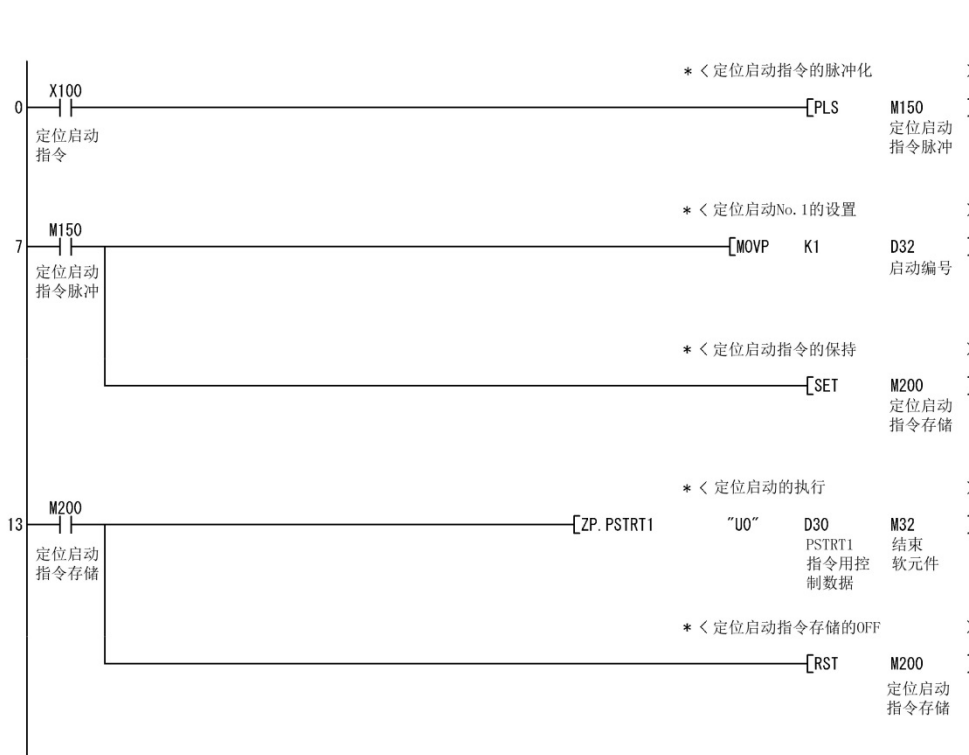 * < 定位启动指令的脉冲化 >
X100
0 [PLS M150 ]
定位启动
指令
定位启动
指令脉冲
* < 定位启动No.1的设置 >
M150
7 [MOVP K1 D32 ]
定位启动
指令脉冲
启动编号
* < 定位启动指令的保持 >
[SET M200 ]
定位启动
指令存储
* < 定位启动的执行 >
M200
13 [ZP.PSTRT1 "U0" D30 M32 ]
定位启动
指令存储
PSTRT1
指令用控
制数据
结束
软元件
* < 定位启动指令存储的OFF >
[RST M200 ]
定位启动
指令存储